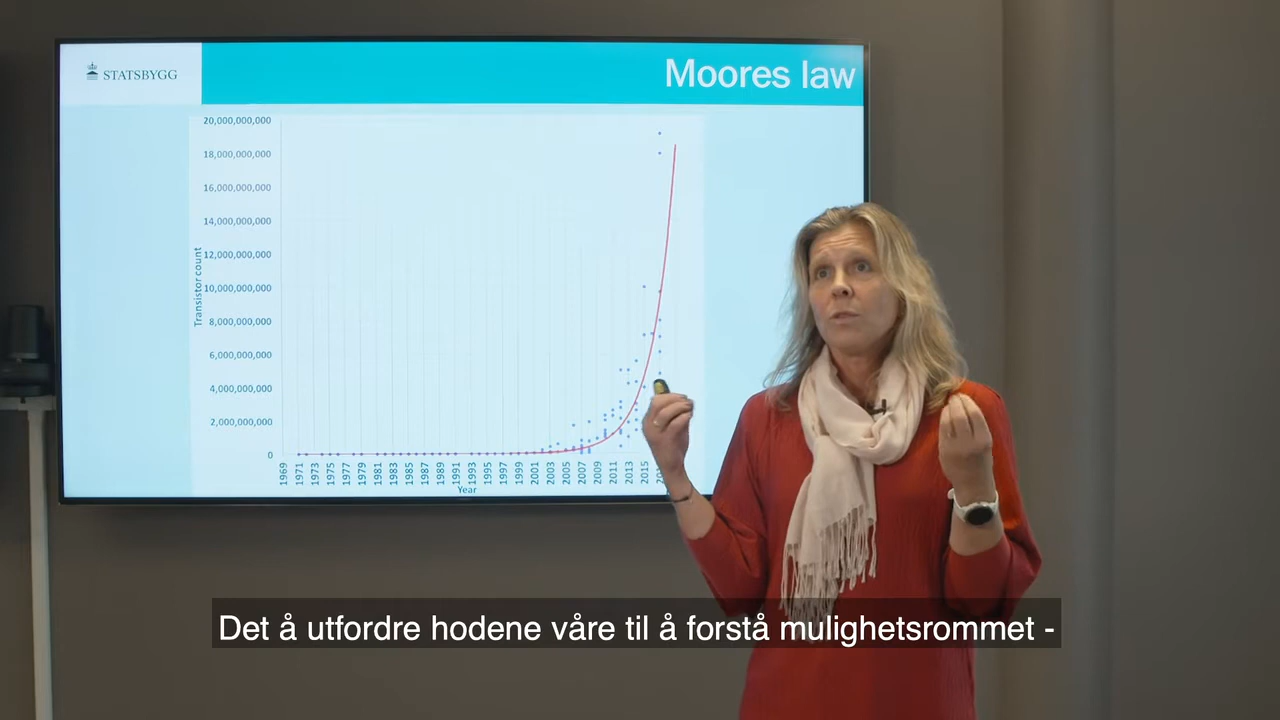 STATSBYGG
Moores law
20,000,000,000
18,000,000,000
16,000,000,000
14,000,000,000
12,000,000,000
10,000,000,000
8,000,000,000
6,000,000,000
4,000,000,000
2,000,000,000
0
Transistor count
1969 1971 1973 1975 1977 1979 1981 1983 1985 1987 1989 1991 1993 1995 1997 1999 2001 2003 2005 2007 2009 2011 2013 2015
Year
Det å utfordre hodene våre til å forstå mulighetsrommet -